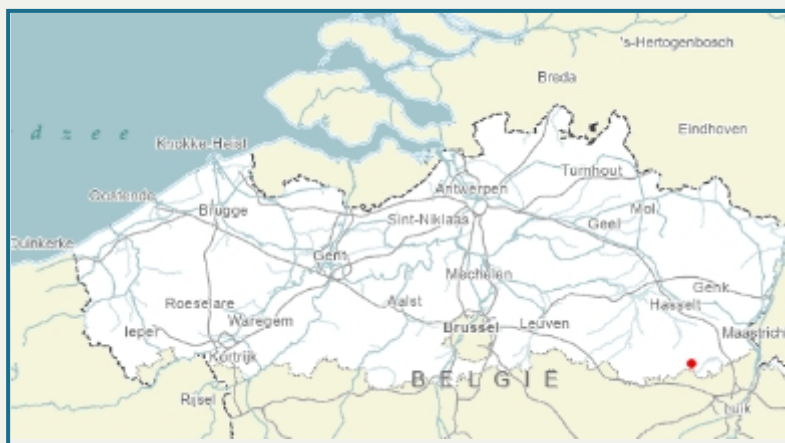 's-Hertogenbosch
Breda
Eindhoven
d z e e
Knokke-Heist
Turnhout
Antwerpen
Oostende
Brugge
Sint-Niklaas
Geel
Mol
Duinkerke
Gent
Mechelen
Genk
Roeselare
Aalst
Hasselt
Ieper
Waregem
Brussel
Leuven
Maastrich
Kortrijk
BELGIË
Rijsel
Luik